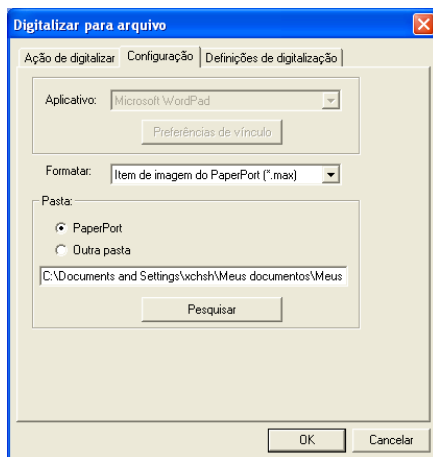 Digitalizar para arquivo
Ação de digitalizar Configuração Definições de digitalização
Aplicativo: Microsoft WordPad
Preferências de vínculo
Formatar: Item de imagem do PaperPort (*.max)
Pasta:
PaperPort
Outra pasta
C:\Documents and Settings\xchsh\Meus documentos\Meus
Pesquisar
OK Cancelar